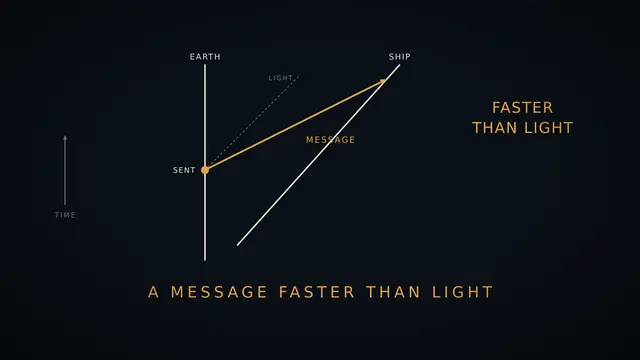 EARTH
SHIP
LIGHT
FASTER
THAN LIGHT
MESSAGE
SENT
TIME
A MESSAGE FASTER THAN LIGHT